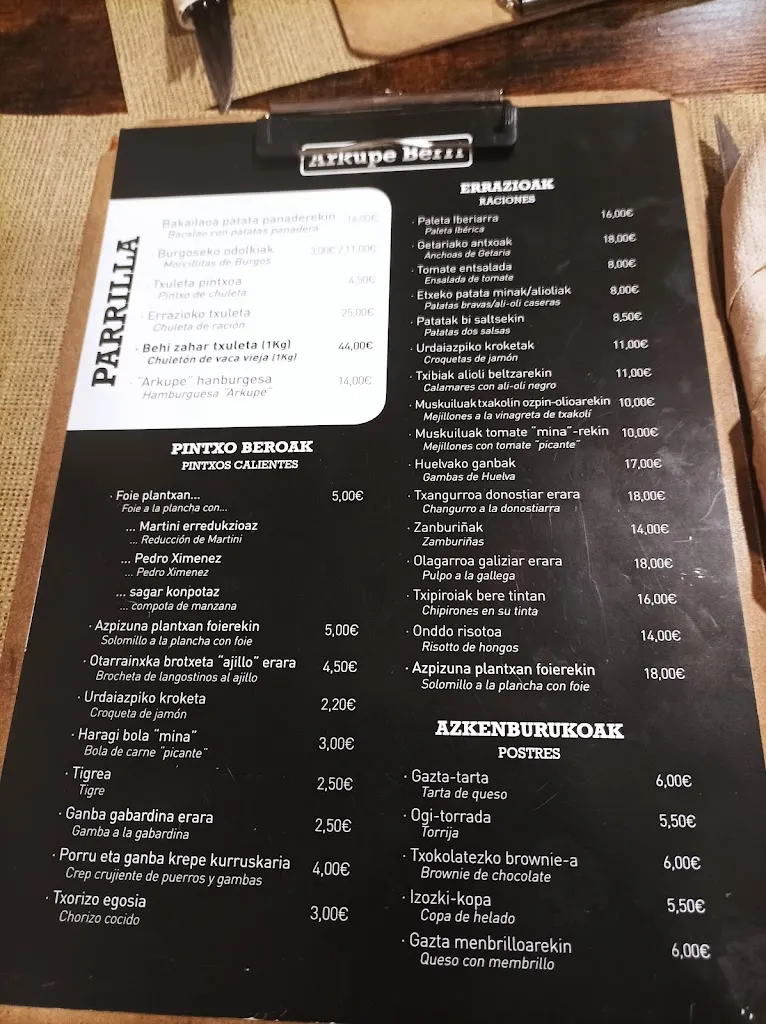 Arkupe Berri
PARRILLA
Bakailaoa patata panaderekin 16,00€
Bacalao con patatas panadera
· Burgoseko odolkiak 3,00€ / 11,00€
Morcillitas de Burgos
· Txuleta pintxoa 4,50€
Pintxo de chuleta
· Errazioko txuleta 25,00€
Chuleta de ración
· Behi zahar txuleta (1Kg) 44,00€
Chuletón de vaca vieja (1Kg)
· "Arkupe" hanburgesa 14,00€
Hamburguesa "Arkupe"
PINTXO BEROAK
PINTXOS CALIENTES
· Foie plantxan... 5,00€
Foie a la plancha con...
... Martini erredukzioaz
... Reducción de Martini
... Pedro Ximenez
... Pedro Ximenez
... sagar konpotaz
... compota de manzana
· Azpizuna plantxan foierekin 5,00€
Solomillo a la plancha con foie
· Otarrainxka brotxeta "ajillo" erara 4,50€
Brocheta de langostinos al ajillo
· Urdaiazpiko kroketa 2,20€
Croqueta de jamón
· Haragi bola "mina" 3,00€
Bola de carne "picante"
· Tigrea 2,50€
Tigre
· Ganba gabardina erara 2,50€
Gamba a la gabardina
· Porru eta ganba krepe kurruskaria 4,00€
Crep crujiente de puerros y gambas
· Txorizo egosia 3,00€
Chorizo cocido
ERRAZIOAK
RACIONES
· Paleta Iberiarra 16,00€
Paleta Ibérica
· Getariako antxoak 18,00€
Anchoas de Getaria
· Tomate entsalada 8,00€
Ensalada de tomate
· Etxeko patata minak/alioliak 8,00€
Patatas bravas/ali-oli caseras
· Patatak bi saltsekin 8,50€
Patatas dos salsas
· Urdaiazpiko kroketak 11,00€
Croquetas de jamón
· Txibiak alioli beltzarekin 11,00€
Calamares con ali-oli negro
· Muskuiluak txakolin ozpin-olioarekin 10,00€
Mejillones a la vinagreta de txakolí
· Muskuiluak tomate "mina"-rekin 10,00€
Mejillones con tomate "picante"
· Huelvako ganbak 17,00€
Gambas de Huelva
· Txangurroa donostiar erara 18,00€
Changurro a la donostiarra
· Zanburiñak 14,00€
Zamburiñas
· Olagarroa galiziar erara 18,00€
Pulpo a la gallega
· Txipiroiak bere tintan 16,00€
Chipirones en su tinta
· Onddo risotoa 14,00€
Risotto de hongos
· Azpizuna plantxan foierekin 18,00€
Solomillo a la plancha con foie
AZKENBURUKOAK
POSTRES
· Gazta-tarta 6,00€
Tarta de queso
· Ogi-torrada 5,50€
Torrija
· Txokolatezko brownie-a 6,00€
Brownie de chocolate
· Izozki-kopa 5,50€
Copa de helado
· Gazta menbrilloarekin 6,00€
Queso con membrillo